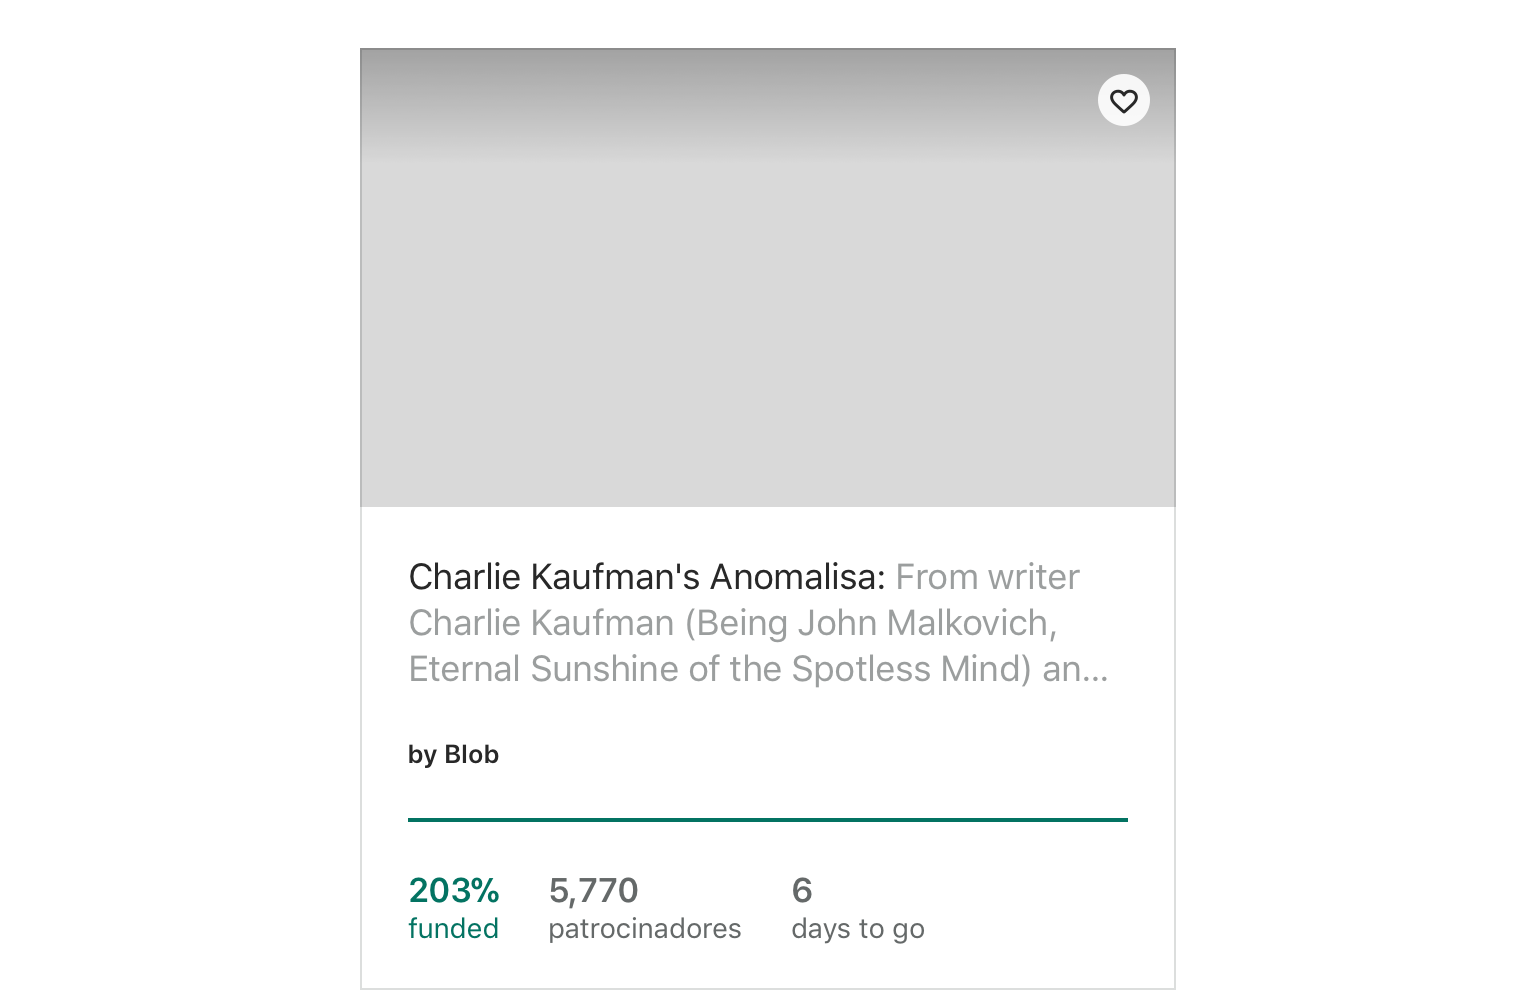 Charlie Kaufman's Anomalisa: From writer
Charlie Kaufman (Being John Malkovich,
Eternal Sunshine of the Spotless Mind) an...
by Blob
203% 5,770 6
funded patrocinadores days to go